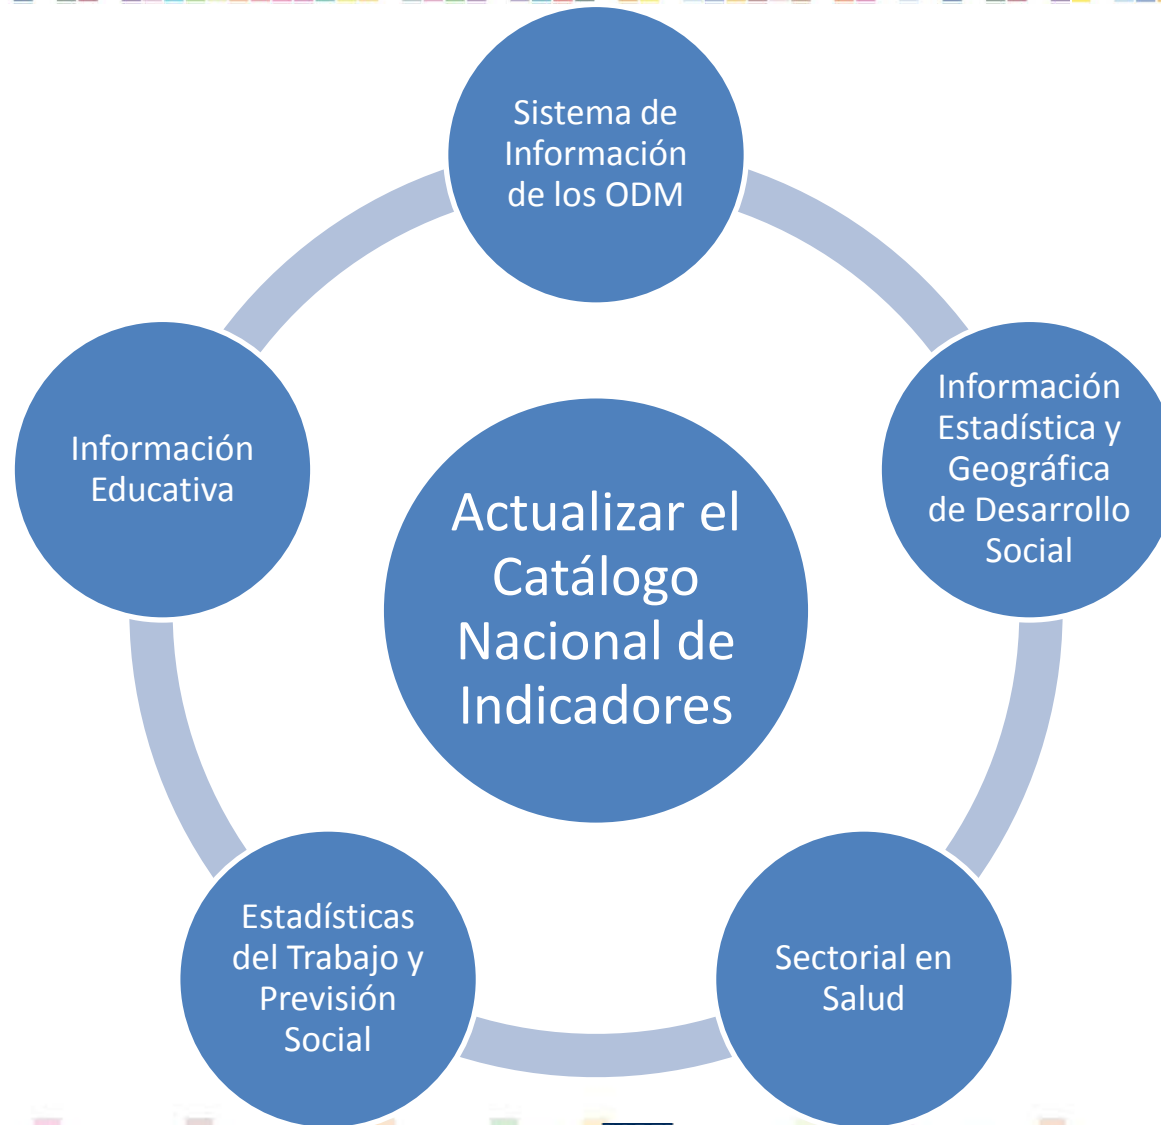 Sistema de
Información
de los ODM
Información
Estadística y
Geográfica
de Desarrollo
Social
Información
Educativa
Actualizar el
Catálogo
Nacional de
Indicadores
Estadísticas
del Trabajo y
Previsión
Social
Sectorial en
Salud